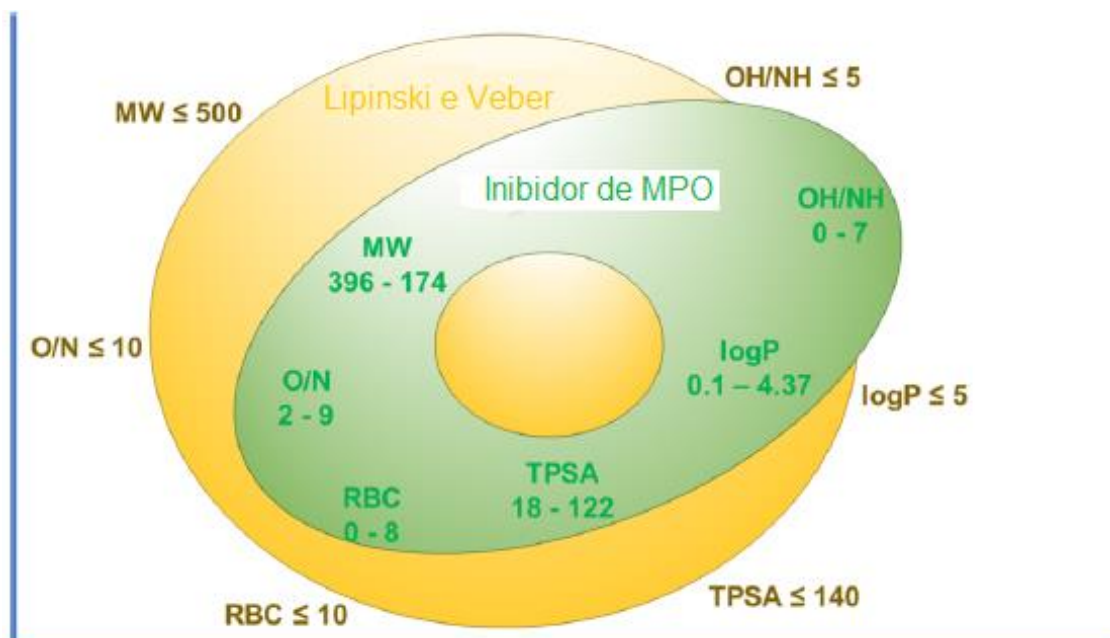 OH/NH ≤ 5
Lipinski e Veber
MW ≤ 500
Inibidor de MPO
OH/NH
0 - 7
MW
396 - 174
O/N ≤ 10
logP
0.1 – 4.37
O/N
2 - 9
logP ≤ 5
TPSA
18 - 122
RBC
0 - 8
TPSA ≤ 140
RBC ≤ 10